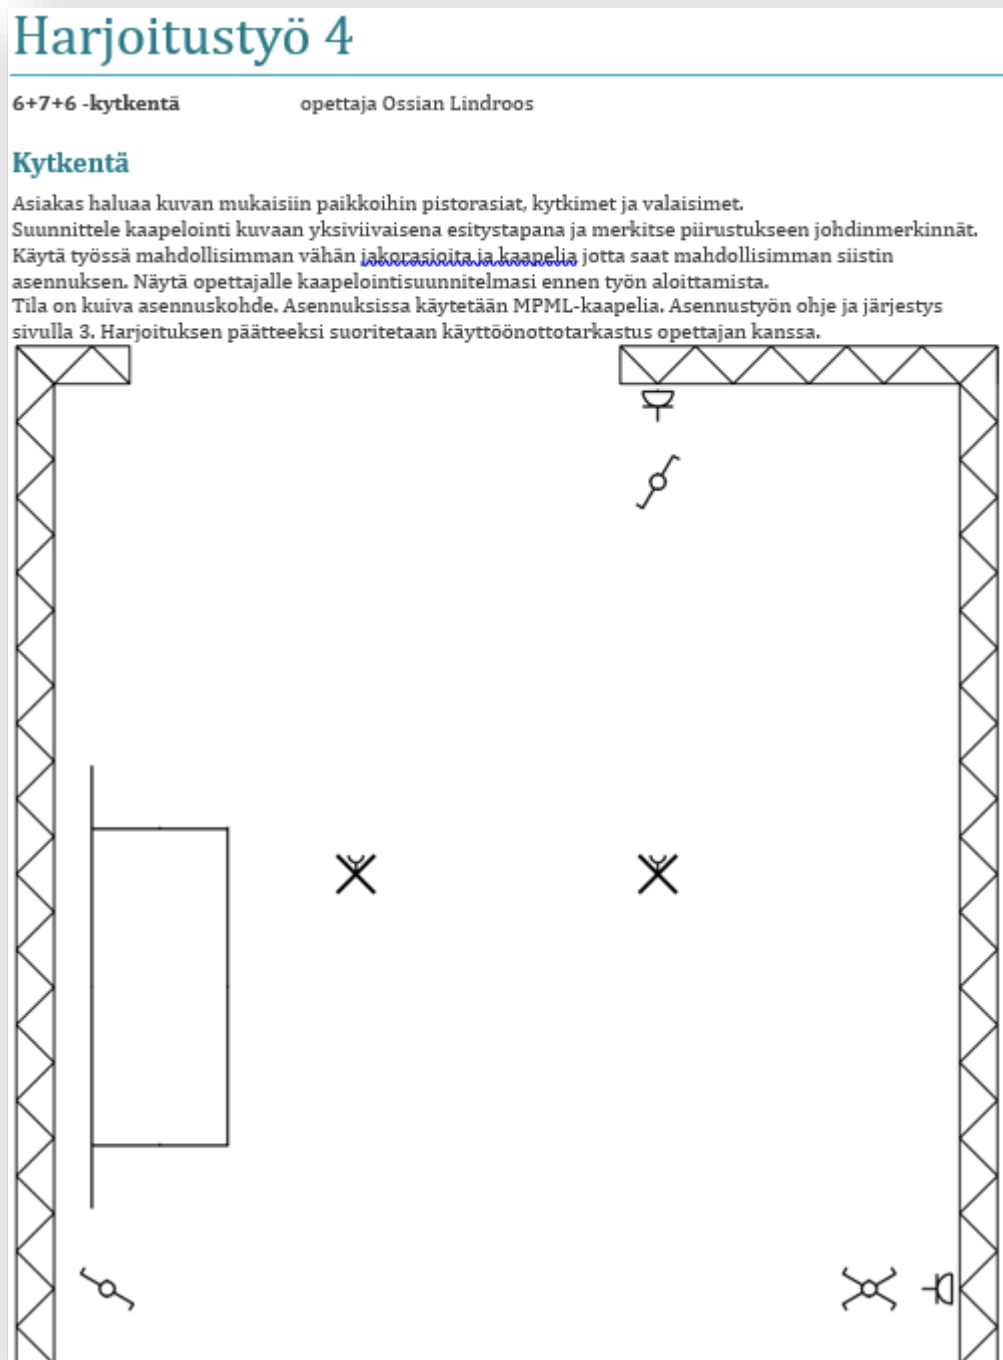 Harjoitustyö 4
6+7+6 -kytkentä opettaja Ossian Lindroos
Kytkentä
Asiakas haluaa kuvan mukaisiin paikkoihin pistorasiat, kytkimet ja valaisimet.
Suunnittele kaapelointi kuvaan yksiviivaisena esitystapana ja merkitse piirustukseen johdinmerkinnät.
Käytä työssä mahdollisimman vähän jakorasioita ja kaapelia jotta saat mahdollisimman siistin
asennuksen. Näytä opettajalle kaapelointisuunnitelmasi ennen työn aloittamista.
Tila on kuiva asennuskohde. Asennuksissa käytetään MPML-kaapelia. Asennustyön ohje ja järjestys
sivulla 3. Harjoituksen päätteeksi suoritetaan käyttöönottotarkastus opettajan kanssa.